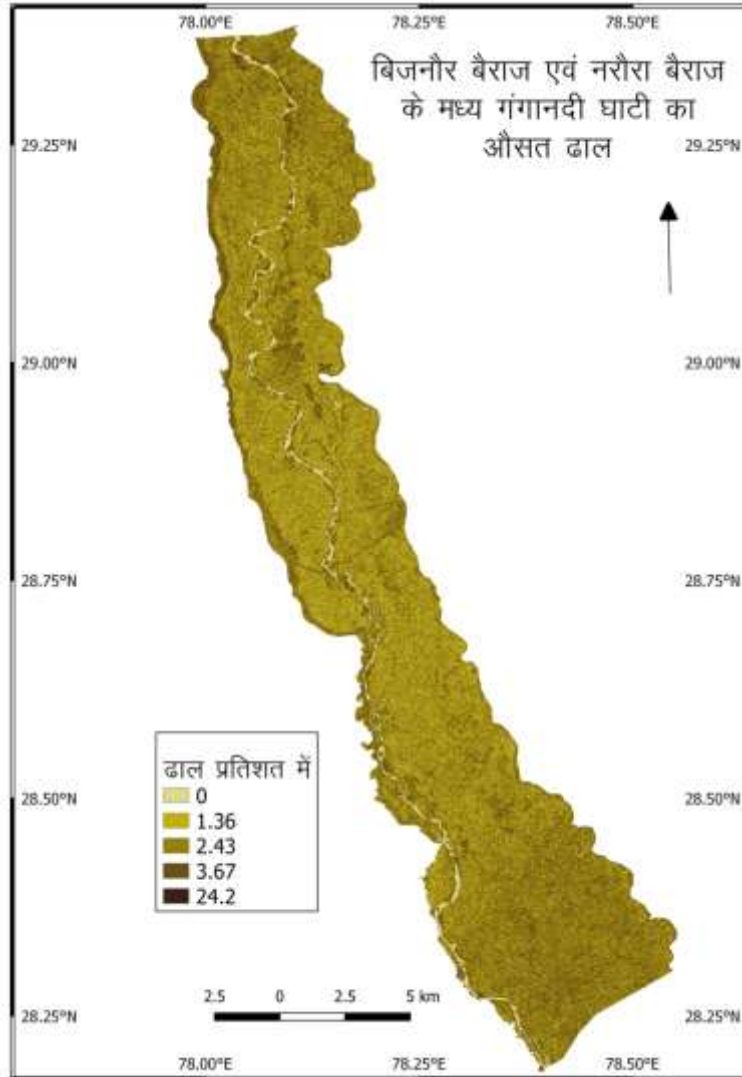 78.00°E 78.25°E 78.50°E
बिजनौर बैराज एवं नरौरा बैराज
के मध्य गंगानदी घाटी का
औसत ढाल
29.25°N 29.25°N
29.00°N 29.00°N
28.75°N 28.75°N
28.50°N 28.50°N
ढाल प्रतिशत में
0
1.36
2.43
3.67
24.2
2.5 0 2.5 5 km
28.25°N 28.25°N
78.00°E 78.25°E 78.50°E